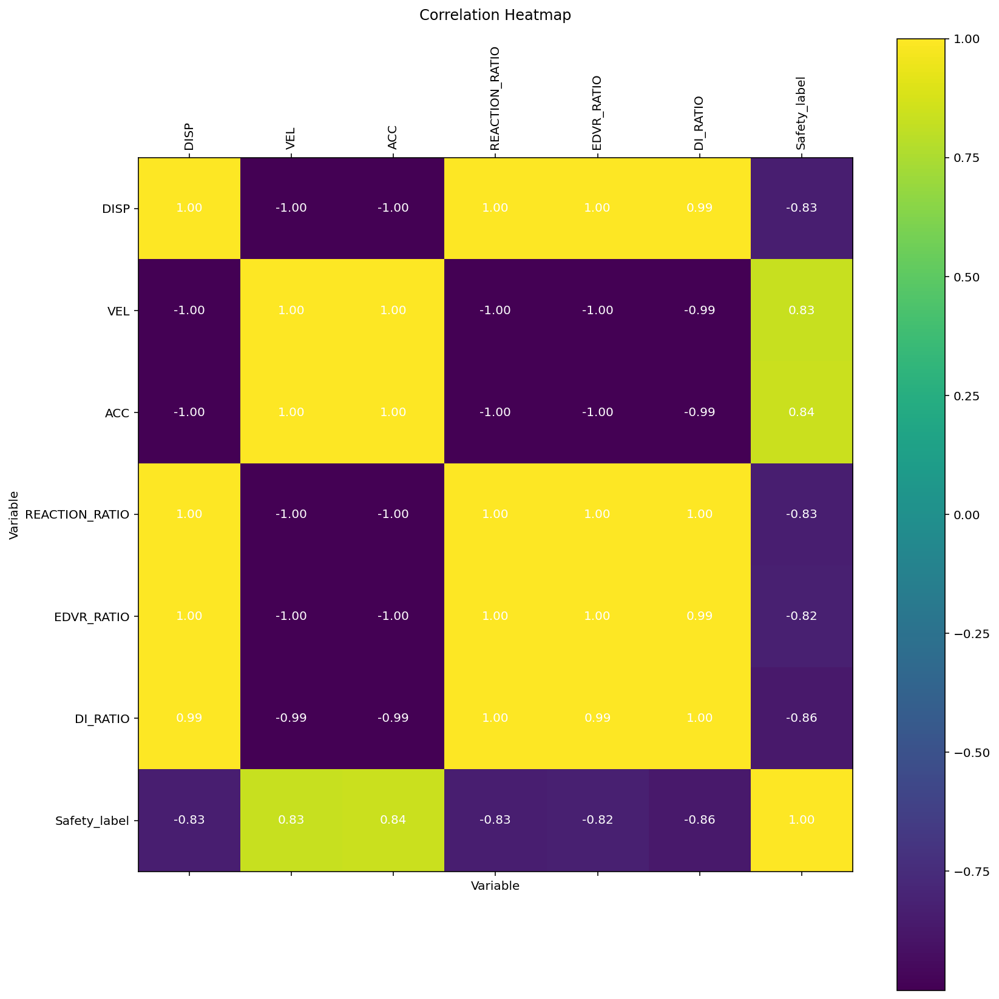 Correlation Heatmap
DISP VEL ACC REACTION_RATIO EDVR_RATIO DI_RATIO Safety_label
DISP 1.00 -1.00 -1.00 1.00 1.00 0.99 -0.83
VEL -1.00 1.00 1.00 -1.00 -1.00 -0.99 0.83
ACC -1.00 1.00 1.00 -1.00 -1.00 -0.99 0.84
REACTION_RATIO 1.00 -1.00 -1.00 1.00 1.00 1.00 -0.83
EDVR_RATIO 1.00 -1.00 -1.00 1.00 1.00 0.99 -0.82
DI_RATIO 0.99 -0.99 -0.99 1.00 0.99 1.00 -0.86
Safety_label -0.83 0.83 0.84 -0.83 -0.82 -0.86 1.00
Variable
Variable
1.00
0.75
0.50
0.25
0.00
−0.25
−0.50
−0.75